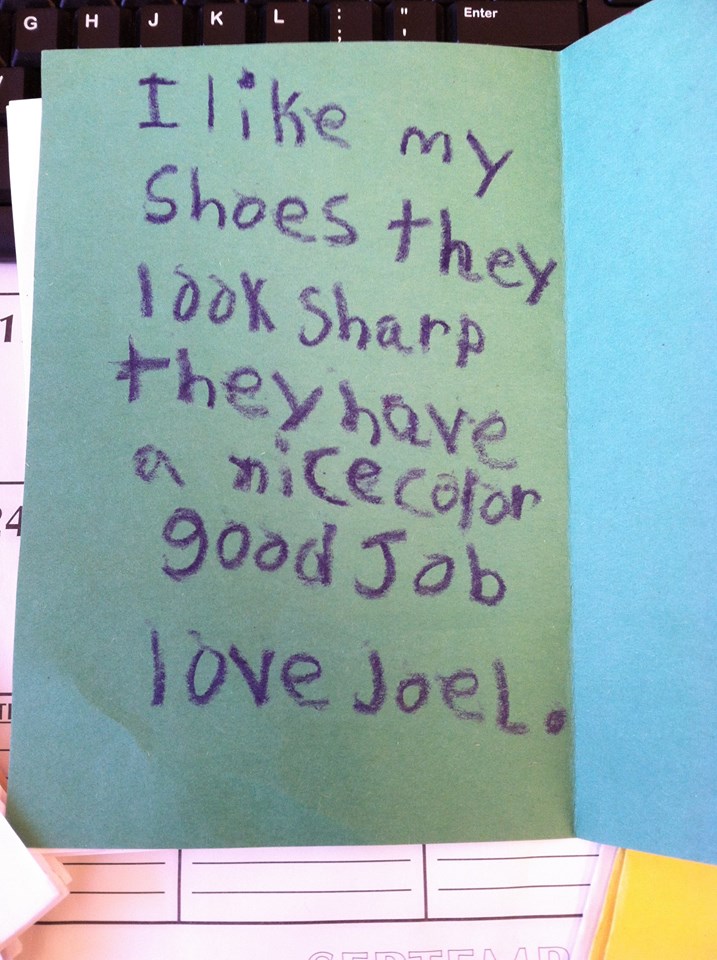 G H J K L : ; " ' Enter
I like my
Shoes they
look Sharp
they have
a nice color
good Job
love JoeL.
1
24
SEPTEMB